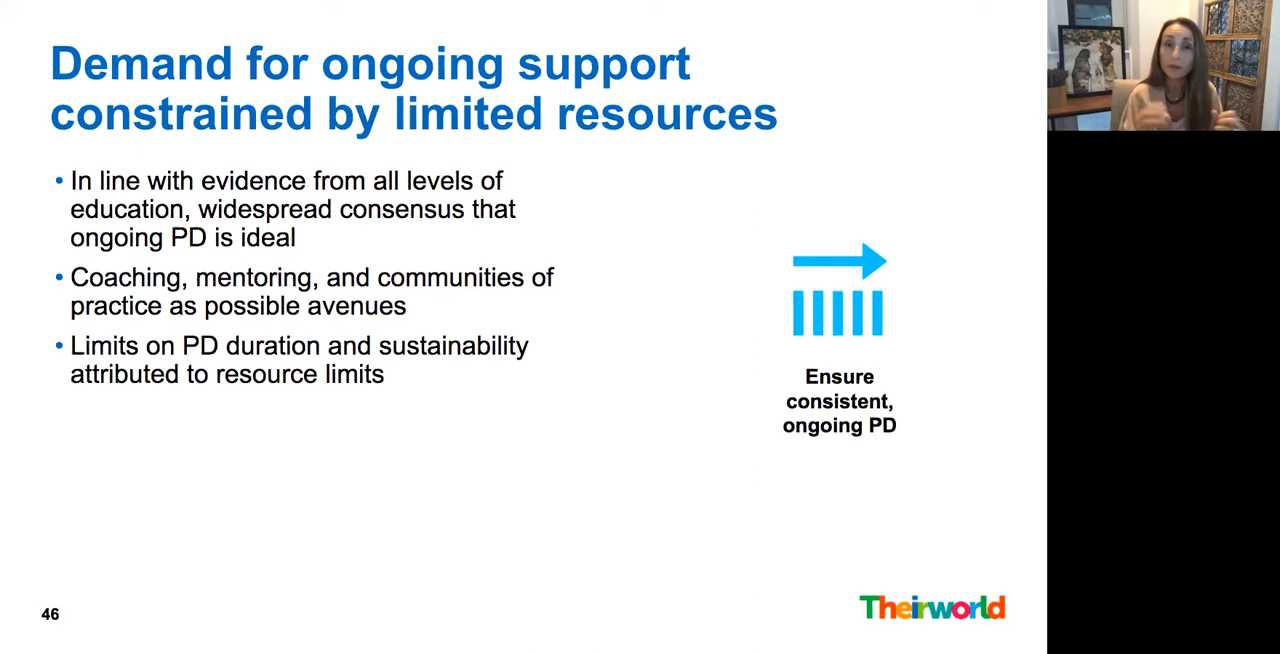 Demand for ongoing support
constrained by limited resources
• In line with evidence from all levels of
education, widespread consensus that
ongoing PD is ideal
• Coaching, mentoring, and communities of
practice as possible avenues
• Limits on PD duration and sustainability
attributed to resource limits
Ensure
consistent,
ongoing PD
46
Theirworld